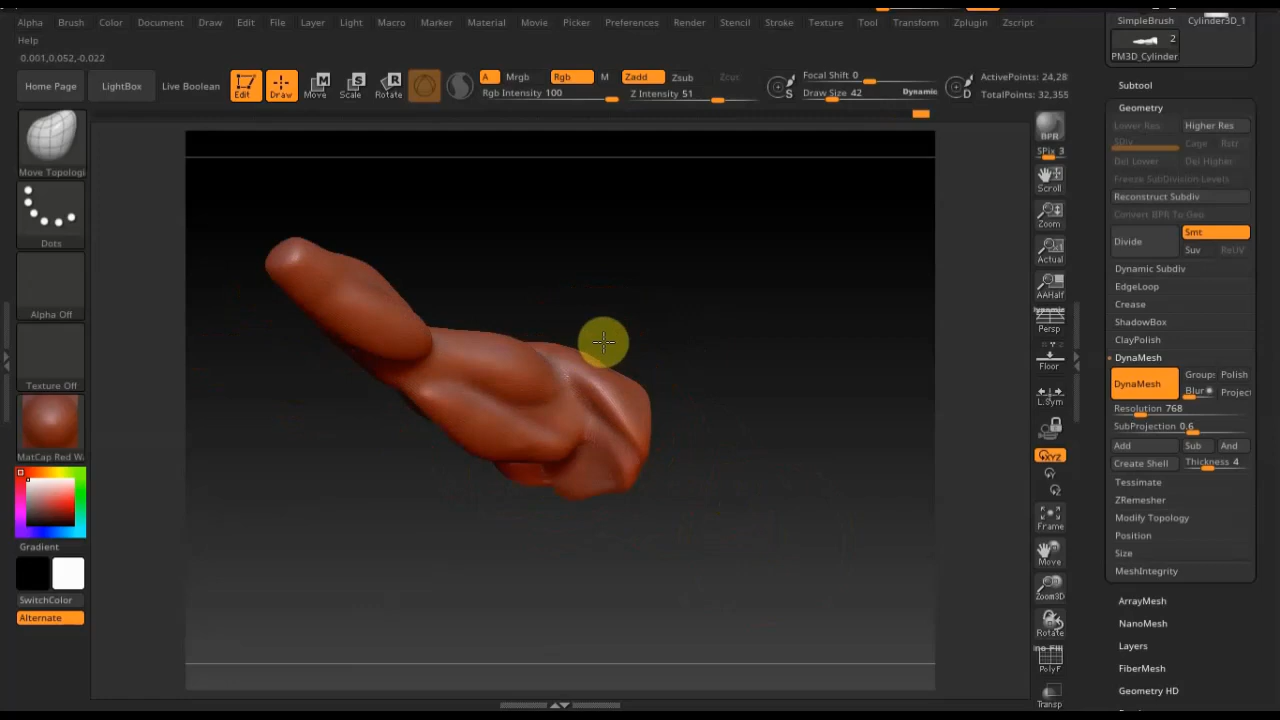 Alpha Brush Color Document Draw Edit File Layer Light Macro Marker Material Movie Picker Preferences Render Stencil Stroke Texture Tool Transform Zplugin Zscript
Help
0.001,0.052,-0.022
Home Page
LightBox
Live Boolean
Edit
Draw
Move
Scale
Rotate
A
Mrgb
Rgb
M
Rgb Intensity 100
Zadd
Zsub
Zcut
Z Intensity 51
S
Focal Shift 0
Draw Size 42
Dynamic
D
ActivePoints: 24,28
TotalPoints: 32,355
Move Topologi
Dots
Alpha Off
Texture Off
MatCap Red W
Gradient
SwitchColor
Alternate
BPR
SPix 3
Scroll
Zoom
Actual
AAHalf
Dynamic
Persp
Floor
L.Sym
XYZ
Y
Z
Frame
Move
Zoom3D
Rotate
Line Fill
PolyF
Transp
SimpleBrush
Cylinder3D_1
2
PM3D_Cylinder
Subtool
Geometry
Lower Res
Higher Res
SDiv
Cage
Rstr
Del Lower
Del Higher
Freeze SubDivision Levels
Reconstruct Subdiv
Convert BPR To Geo
Divide
Smt
Suv
ReUV
Dynamic Subdiv
EdgeLoop
Crease
ShadowBox
ClayPolish
DynaMesh
DynaMesh
Groups
Polish
Blur
Project
Resolution 768
SubProjection 0.6
Add
Sub
And
Create Shell
Thickness 4
Tessimate
ZRemesher
Modify Topology
Position
Size
MeshIntegrity
ArrayMesh
NanoMesh
Layers
FiberMesh
Geometry HD